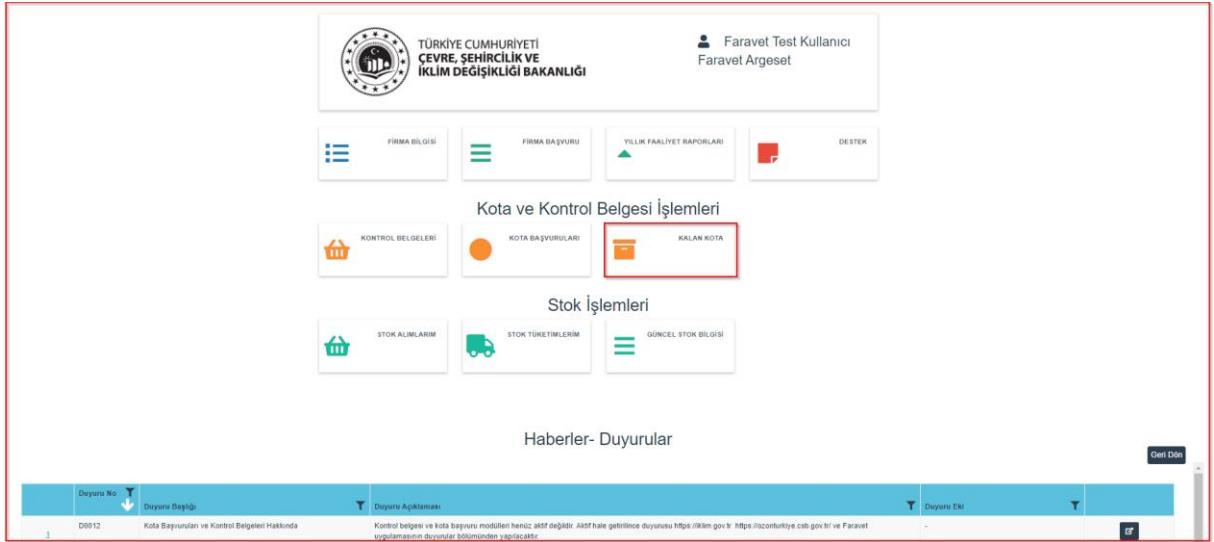 TÜRKİYE CUMHURİYETİ
ÇEVRE, ŞEHİRCİLİK VE
İKLİM DEĞİŞİKLİĞİ BAKANLIĞI
Faravet Test Kullanıcı
Faravet Argeset
FİRMA BİLGİSİ
FİRMA BAŞVURU
YILLIK FAALİYET RAPORLARI
DESTEK
Kota ve Kontrol Belgesi İşlemleri
KONTROL BELGELERİ
KOTA BAŞVURULARI
KALAN KOTA
Stok İşlemleri
STOK ALIMLARIM
STOK TÜKETİMLERİM
GÜNCEL STOK BİLGİSİ
Haberler- Duyurular
Geri Dön
Duyuru No
Duyuru Başlığı
Duyuru Açıklaması
Duyuru Eki
1
D0012
Kota Başvuruları ve Kontrol Belgeleri Hakkında
Kontrol belgesi ve kota başvuru modülleri henüz aktif değildir. Aktif hale getirilince duyurusu https://iklim.gov.tr https://ozonturkiye.csb.gov.tr/ ve Faravet
uygulamasının duyurular bölümünden yapılacaktır.
-